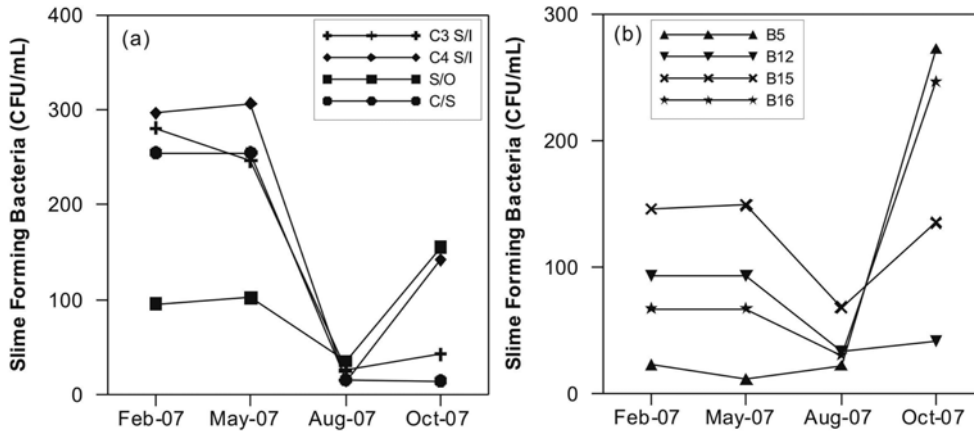 Slime Forming Bacteria (CFU/mL)
400
300
200
100
0
(a)
C3 S/I
C4 S/I
S/O
C/S
Feb-07 May-07 Aug-07 Oct-07
Slime Forming Bacteria (CFU/mL)
300
200
100
0
(b)
B5
B12
B15
B16
Feb-07 May-07 Aug-07 Oct-07